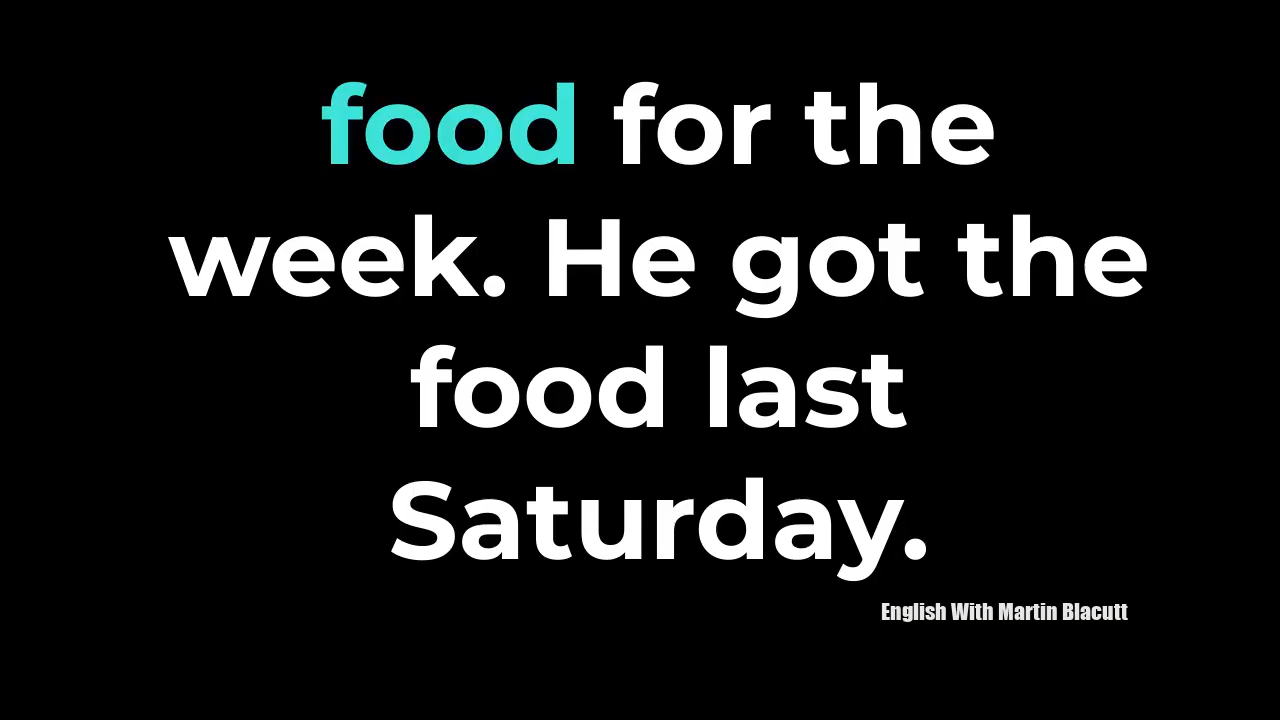 food for the
week. He got the
food last
Saturday.
English With Martin Blacutt